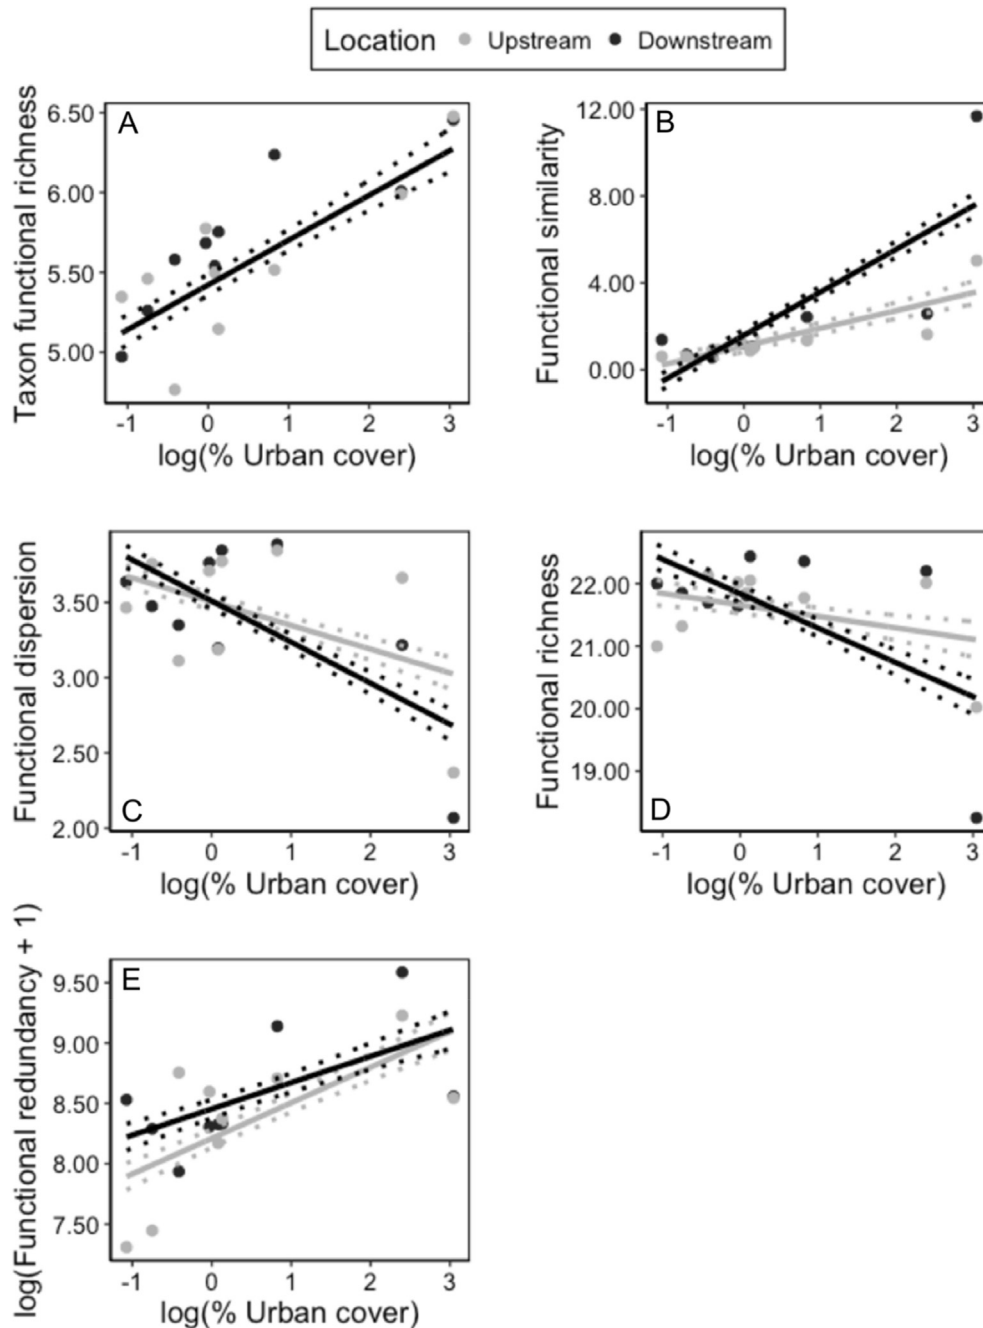 Location Upstream Downstream
A
Taxon functional richness
6.50
6.00
5.50
5.00
-1 0 1 2 3
log(% Urban cover)
B
Functional similarity
12.00
8.00
4.00
0.00
-1 0 1 2 3
log(% Urban cover)
C
Functional dispersion
3.50
3.00
2.50
2.00
-1 0 1 2 3
log(% Urban cover)
D
Functional richness
22.00
21.00
20.00
19.00
-1 0 1 2 3
log(% Urban cover)
E
log(Functional redundancy + 1)
9.50
9.00
8.50
8.00
7.50
-1 0 1 2 3
log(% Urban cover)